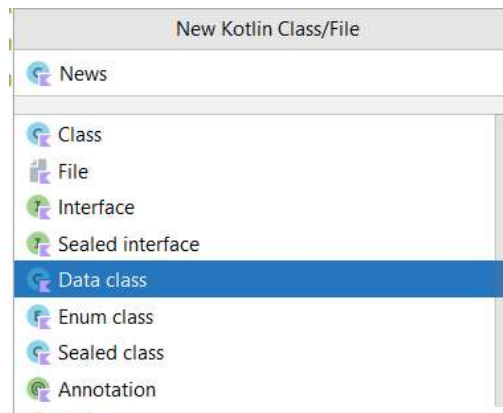 New Kotlin Class/File
News
Class
File
Interface
Sealed interface
Data class
Enum class
Sealed class
Annotation